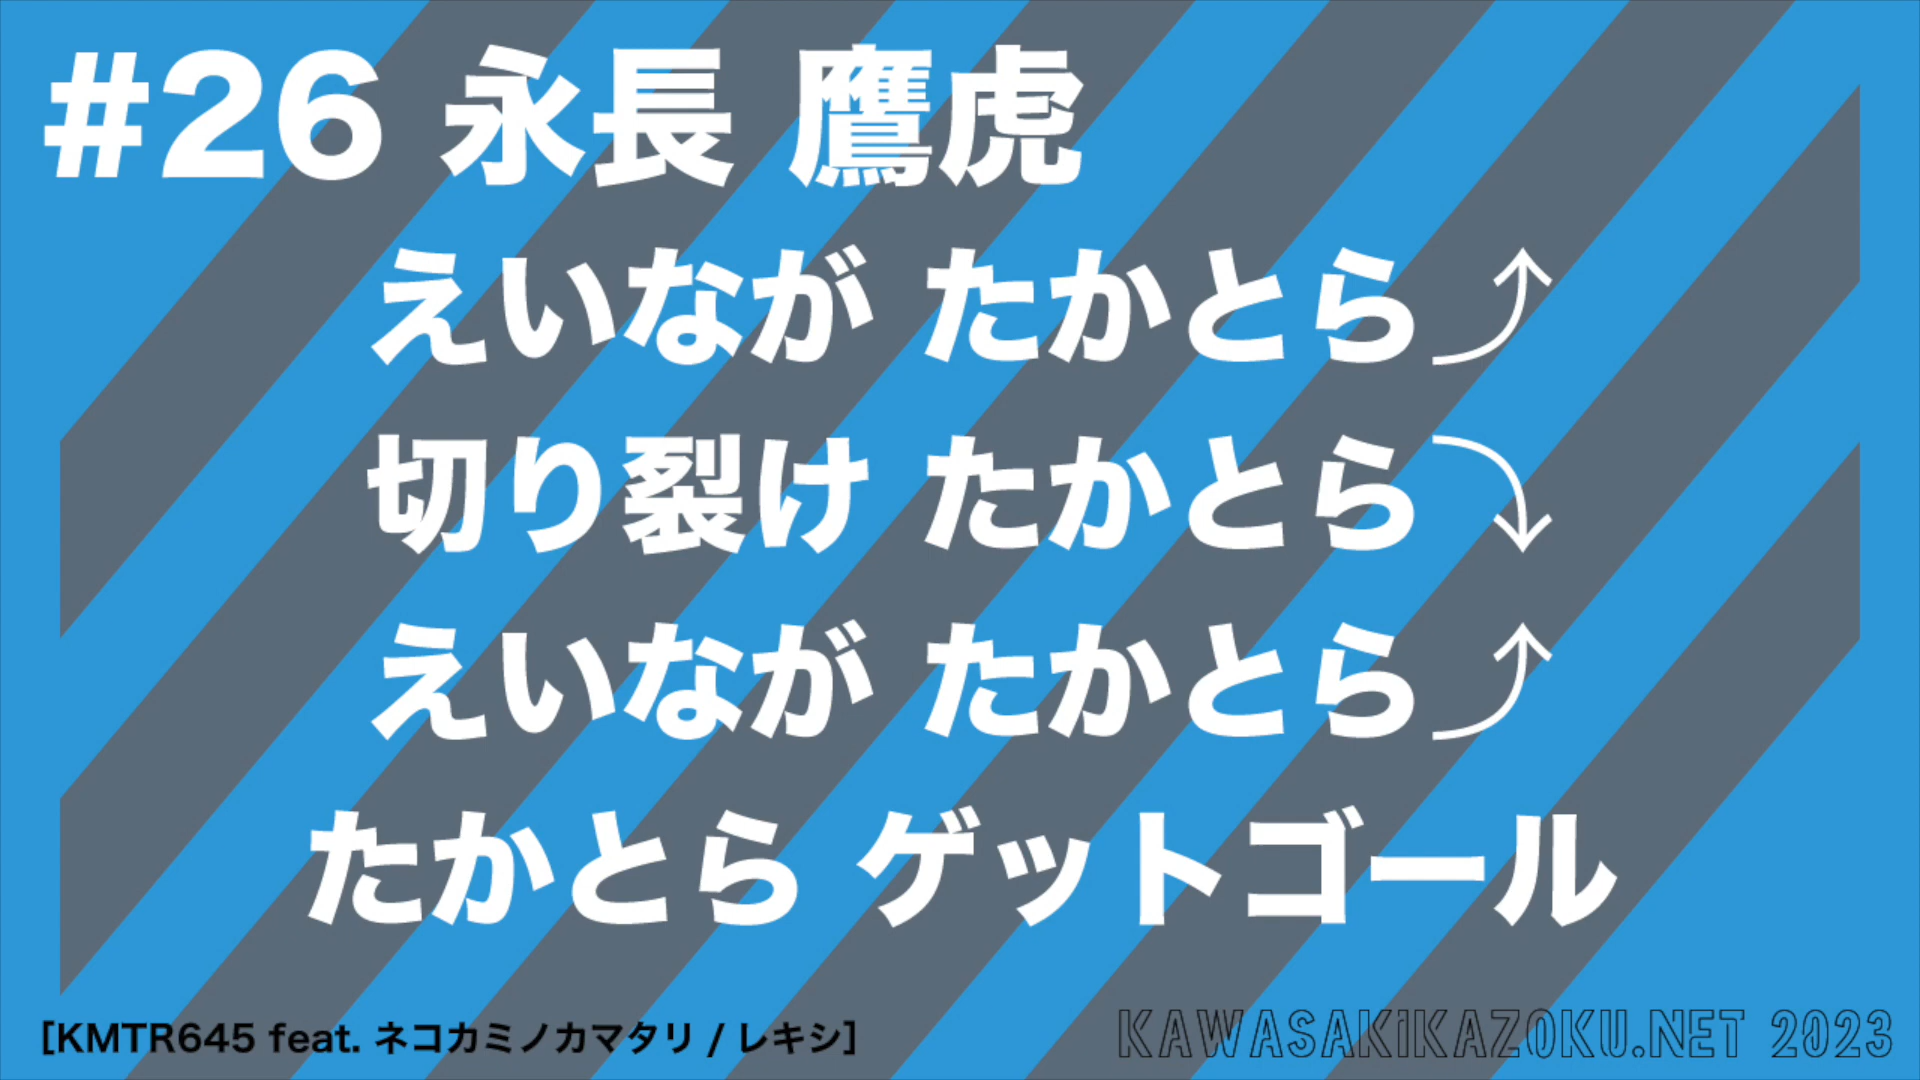 #26 永長 鷹虎
えいなが たかとら⤴
切り裂け たかとら⤵
えいなが たかとら⤴
たかとら ゲットゴール
[KMTR645 feat. ネコカミノカマタリ / レキシ]
KAWASAKIKAZOKU.NET 2023